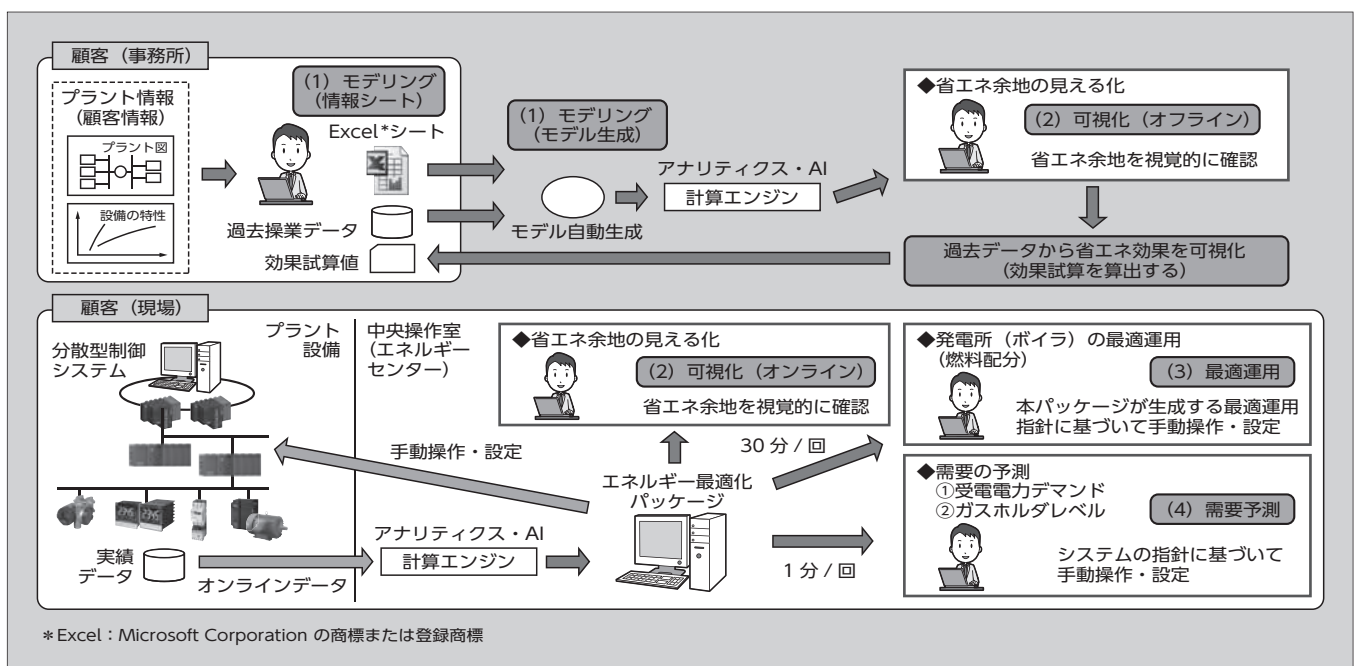 顧客（事務所）
プラント情報
（顧客情報）
プラント図
設備の特性
(1) モデリング
（情報シート）
Excel*シート
過去操業データ
効果試算値
(1) モデリング
（モデル生成）
モデル自動生成
アナリティクス・AI
計算エンジン
◆省エネ余地の見える化
(2) 可視化（オフライン）
省エネ余地を視覚的に確認
過去データから省エネ効果を可視化
（効果試算を算出する）
顧客（現場）
プラント
設備
分散型制御
システム
実績
データ
オンラインデータ
中央操作室
（エネルギー
センター）
手動操作・設定
アナリティクス・AI
計算エンジン
◆省エネ余地の見える化
(2) 可視化（オンライン）
省エネ余地を視覚的に確認
エネルギー最適化
パッケージ
30 分 / 回
1 分 / 回
◆発電所（ボイラ）の最適運用
（燃料配分）
(3) 最適運用
本パッケージが生成する最適運用
指針に基づいて手動操作・設定
◆需要の予測
①受電電力デマンド
②ガスホルダレベル
(4) 需要予測
システムの指針に基づいて
手動操作・設定
＊Excel：Microsoft Corporation の商標または登録商標